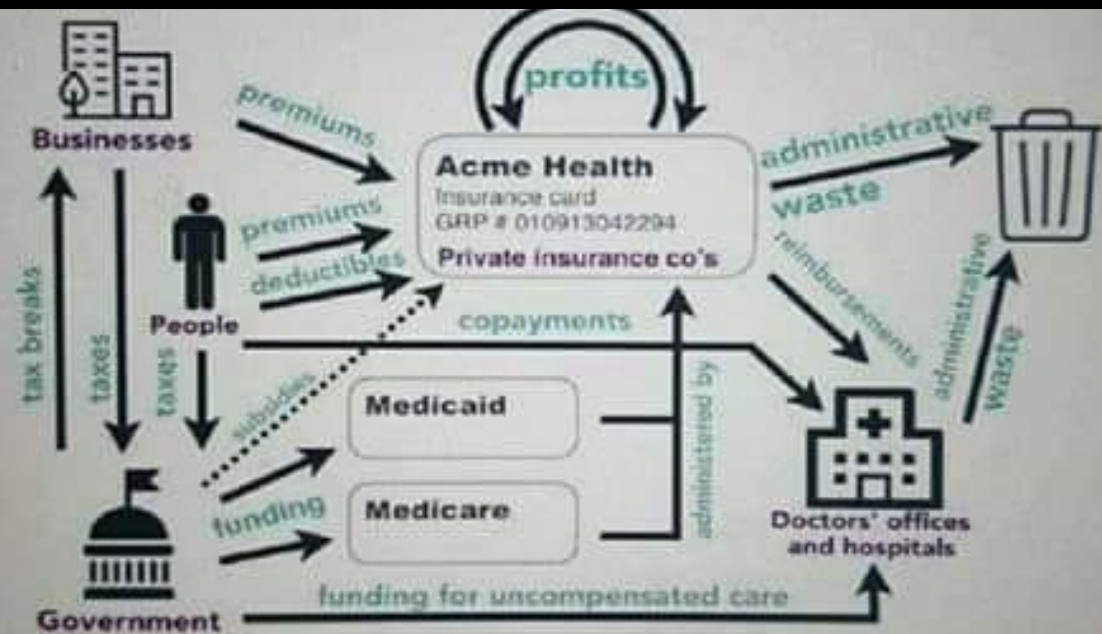 profits
premiums
Businesses
administrative
waste
Acme Health
Insurance card
GRP # 010913042294
Private insurance co's
premiums
deductibles
People
reimbursements
copayments
administrative
waste
tax breaks
taxes
taxes
subsidies
Medicaid
administered by
funding
Medicare
Doctors' offices
and hospitals
funding for uncompensated care
Government